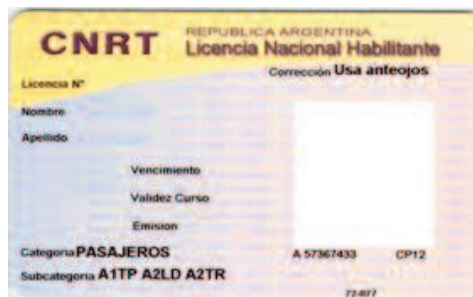 CNRT
REPUBLICA ARGENTINA
Licencia Nacional Habilitante
Corrección Usa anteojos
Licencia N°
Nombre
Apellido
Vencimiento
Validez Curso
Emision
Categoria PASAJEROS
A 57367433 CP12
Subcategoria A1TP A2LD A2TR